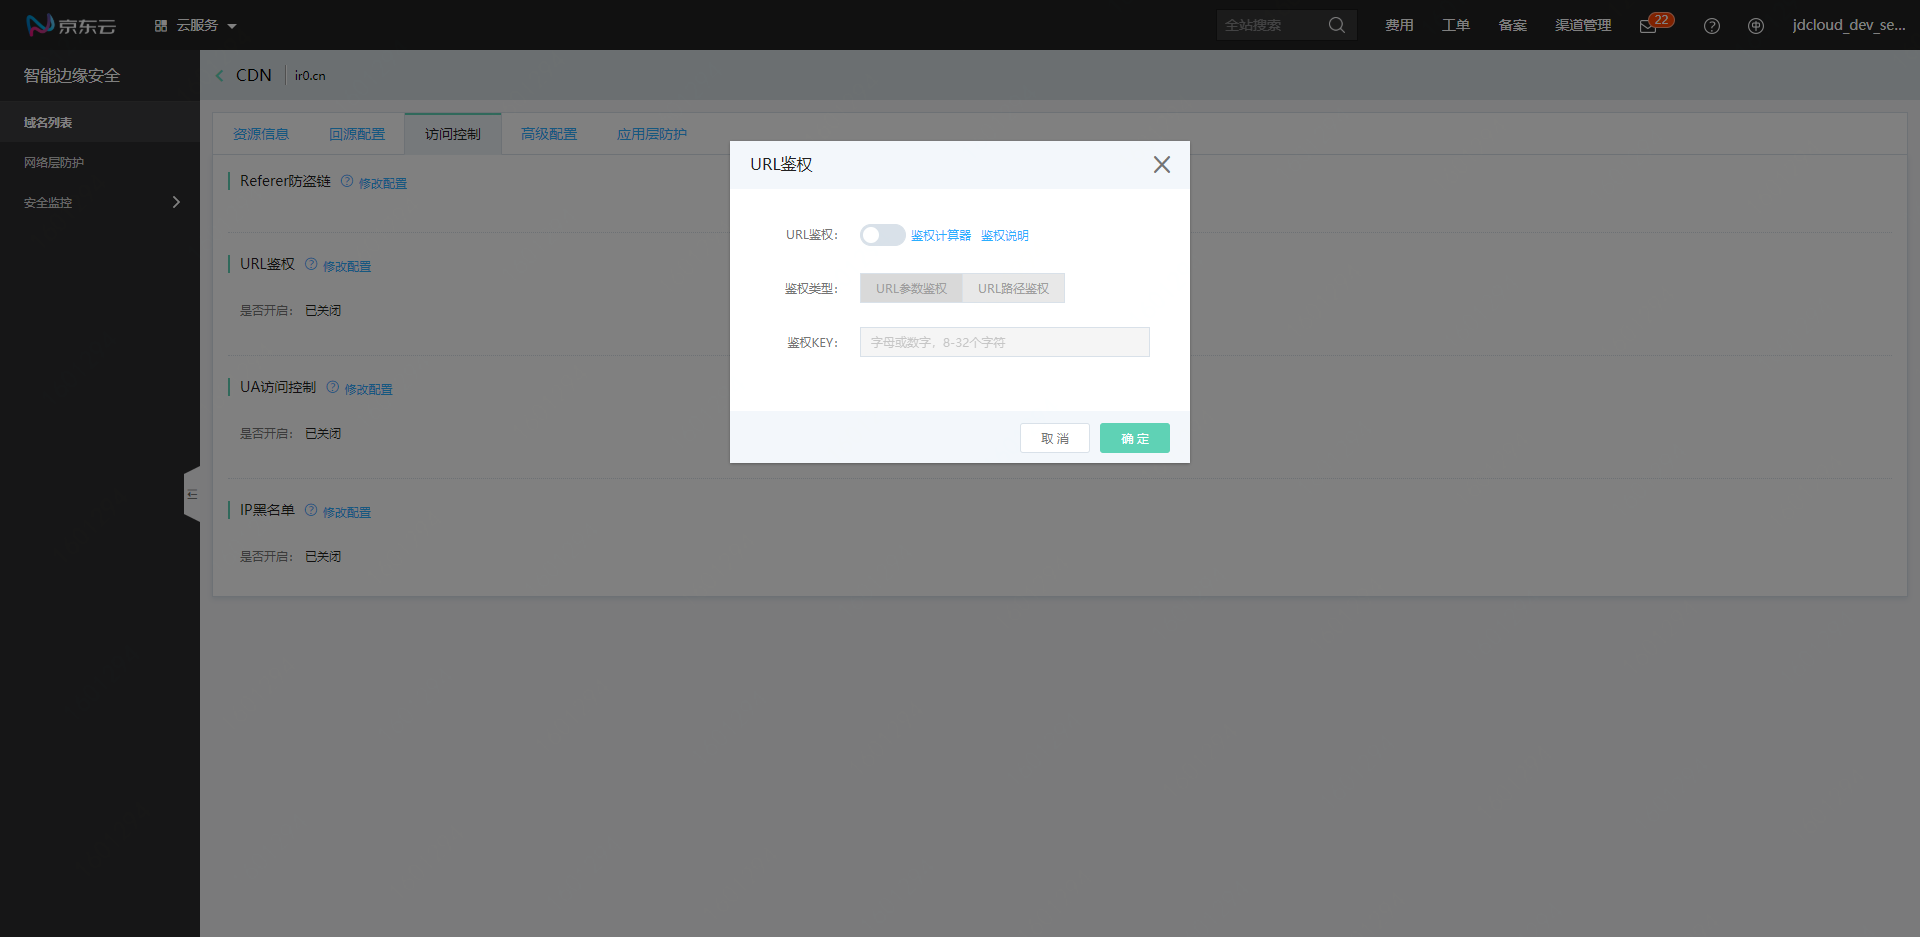 京东云 云服务 全站搜索 费用 工单 备案 渠道管理 22 jdcloud_dev_se...
智能边缘安全
域名列表
网络层防护
安全监控
CDN ir0.cn
资源信息 回源配置 访问控制 高级配置 应用层防护
Referer防盗链 修改配置
URL鉴权 修改配置
是否开启: 已关闭
UA访问控制 修改配置
是否开启: 已关闭
IP黑名单 修改配置
是否开启: 已关闭
URL鉴权
URL鉴权: 鉴权计算器 鉴权说明
鉴权类型: URL参数鉴权 URL路径鉴权
鉴权KEY: 字母或数字，8-32个字符
取消 确定